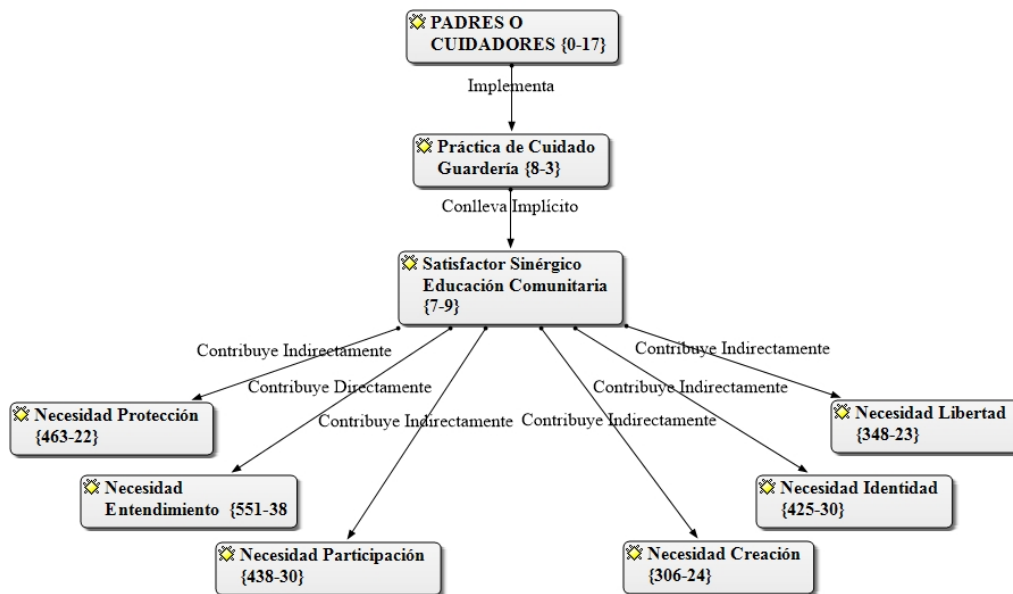 PADRES O
CUIDADORES {0-17}
Implementa
Práctica de Cuidado
Guardería {8-3}
Conlleva Implícito
Satisfactor Sinérgico
Educación Comunitaria
{7-9}
Contribuye Indirectamente
Contribuye Indirectamente
Contribuye Directamente
Contribuye Indirectamente
Contribuye Indirectamente
Contribuye Indirectamente
Necesidad Protección
{463-22}
Necesidad Libertad
{348-23}
Necesidad
Entendimiento {551-38
Necesidad Identidad
{425-30}
Necesidad Participación
{438-30}
Necesidad Creación
{306-24}